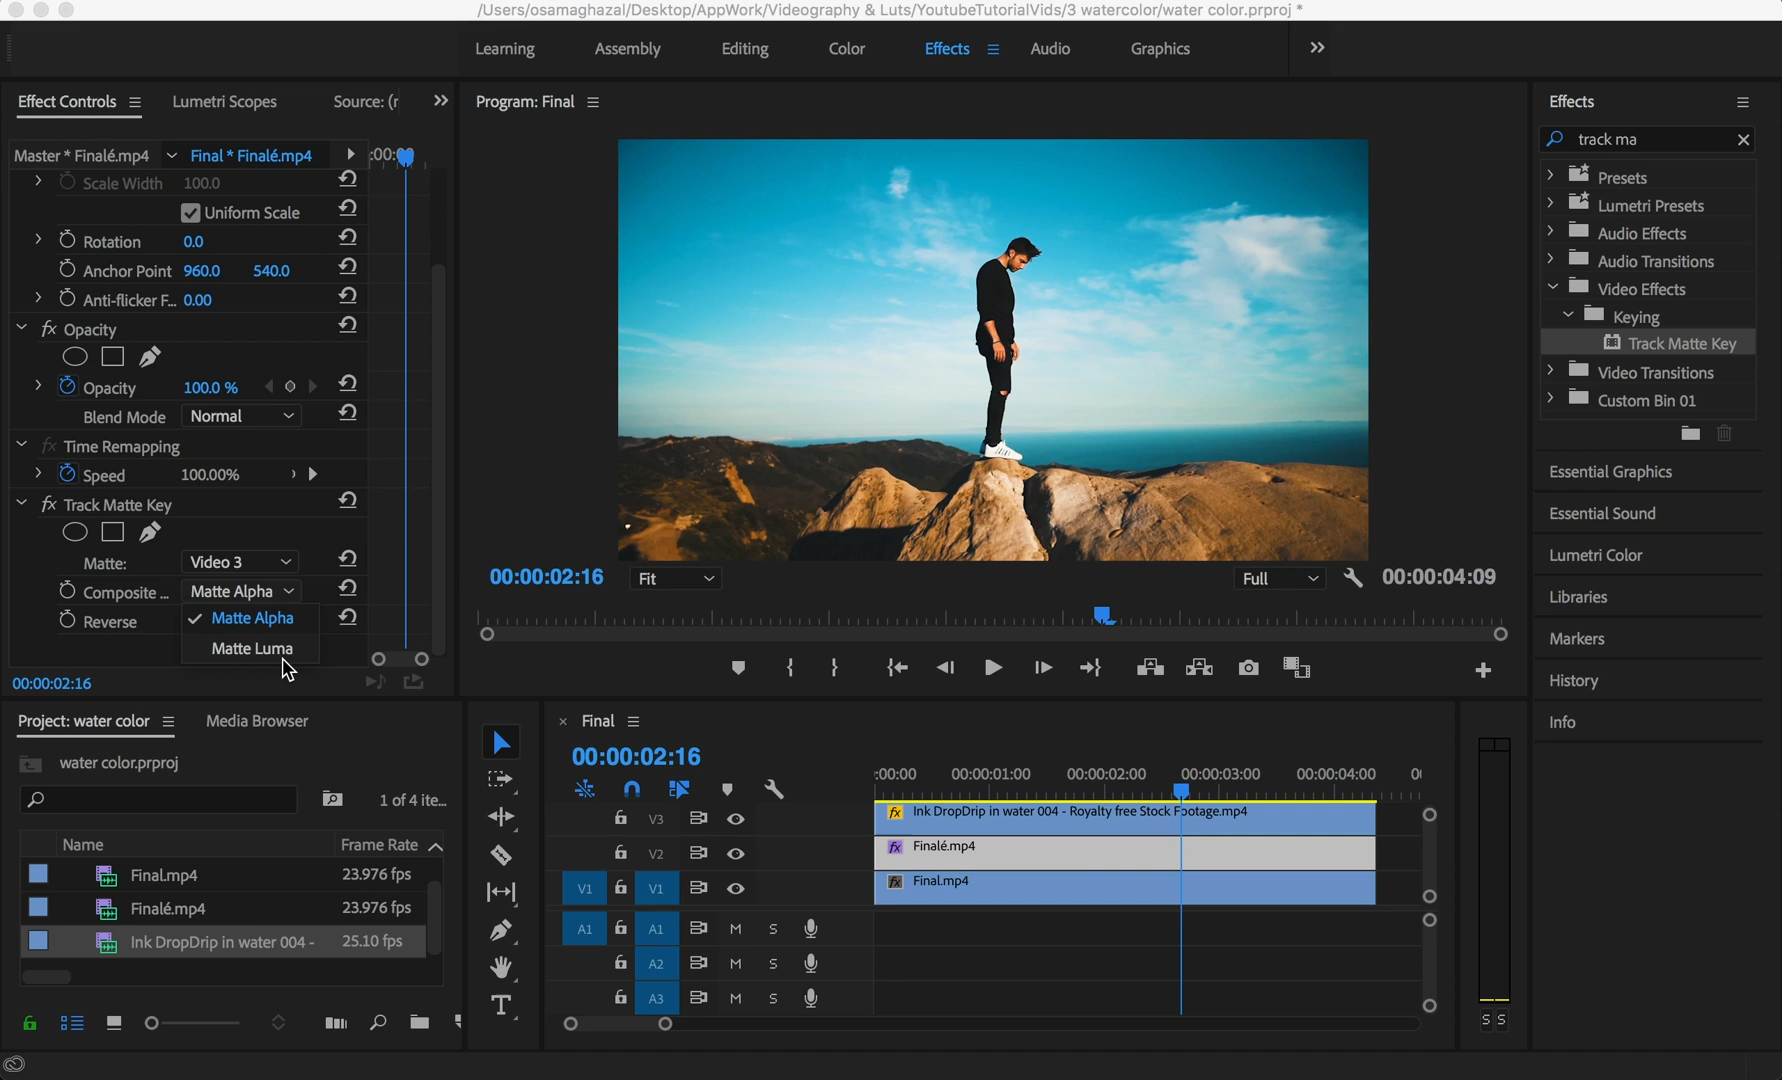 /Users/osamaghazal/Desktop/AppWork/Videography & Luts/YoutubeTutorialVids/3 watercolor/water color.prproj *
Learning Assembly Editing Color Effects Audio Graphics
Effect Controls Lumetri Scopes Source: (r
Master * Finalé.mp4 Final * Finalé.mp4 :00:00
Scale Width 100.0
Uniform Scale
Rotation 0.0
Anchor Point 960.0 540.0
Anti-flicker F... 0.00
fx Opacity
Opacity 100.0 %
Blend Mode Normal
fx Time Remapping
Speed 100.00%
fx Track Matte Key
Matte: Video 3
Composite ... Matte Alpha
Reverse
Matte Alpha
Matte Luma
00:00:02:16
Program: Final
00:00:02:16 Fit Full 00:00:04:09
Effects
track ma
Presets
Lumetri Presets
Audio Effects
Audio Transitions
Video Effects
Keying
Track Matte Key
Video Transitions
Custom Bin 01
Essential Graphics
Essential Sound
Lumetri Color
Libraries
Markers
History
Info
Project: water color Media Browser
water color.prproj
1 of 4 ite...
Name Frame Rate
Final.mp4 23.976 fps
Finalé.mp4 23.976 fps
Ink DropDrip in water 004 - 25.10 fps
Final
00:00:02:16
:00:00 00:00:01:00 00:00:02:00 00:00:03:00 00:00:04:00 00
V3 fx Ink DropDrip in water 004 - Royalty free Stock Footage.mp4
V2 fx Finalé.mp4
V1 V1 fx Final.mp4
A1 A1 M S
A2 M S
A3 M S
S S